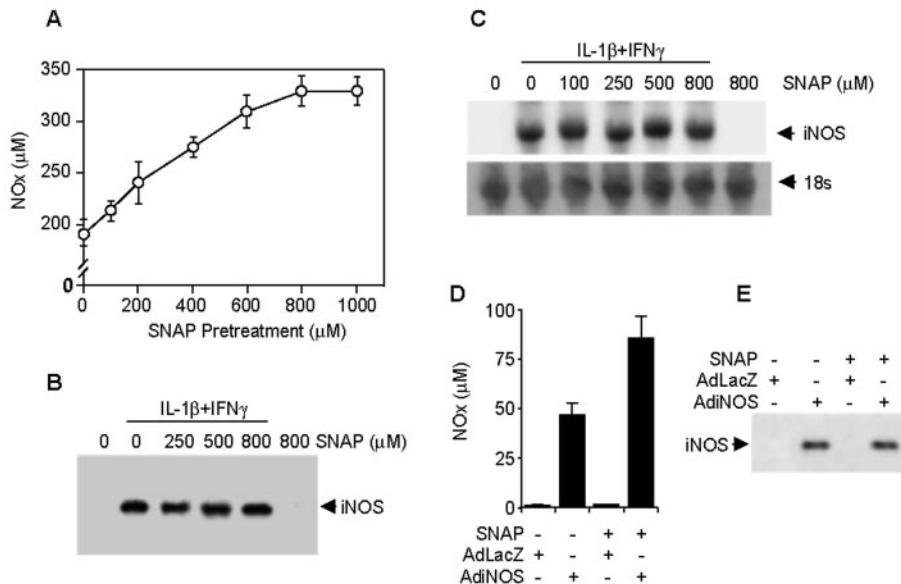 A
350
300
250
200
0
NOx (µM)
0 200 400 600 800 1000
SNAP Pretreatment (µM)
B
IL-1β+IFNγ
0 0 250 500 800 800 SNAP (µM)
iNOS
C
IL-1β+IFNγ
0 0 100 250 500 800 800 SNAP (µM)
iNOS
18s
D
100
75
50
25
0
NOx (µM)
SNAP - - + +
AdLacZ + - + -
AdiNOS - + - +
E
SNAP - - + +
AdLacZ + - + -
AdiNOS - + - +
iNOS